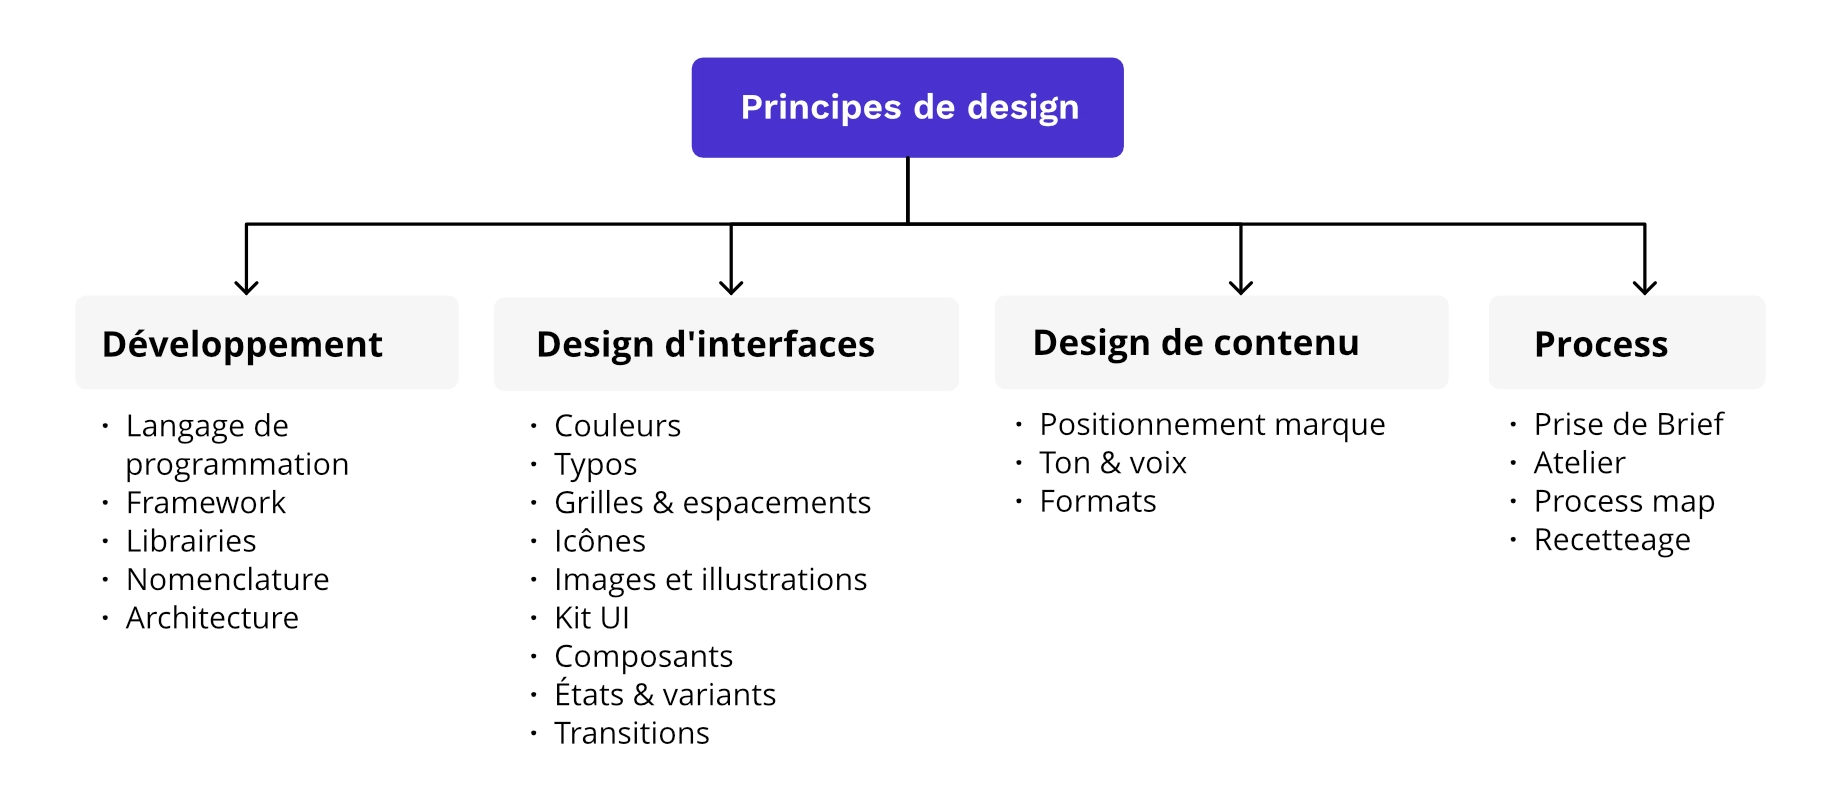 Principes de design
Développement
· Langage de
programmation
· Framework
· Librairies
· Nomenclature
· Architecture
Design d'interfaces
· Couleurs
· Typos
· Grilles & espacements
· Icônes
· Images et illustrations
· Kit UI
· Composants
· États & variants
· Transitions
Design de contenu
· Positionnement marque
· Ton & voix
· Formats
Process
· Prise de Brief
· Atelier
· Process map
· Recetteage